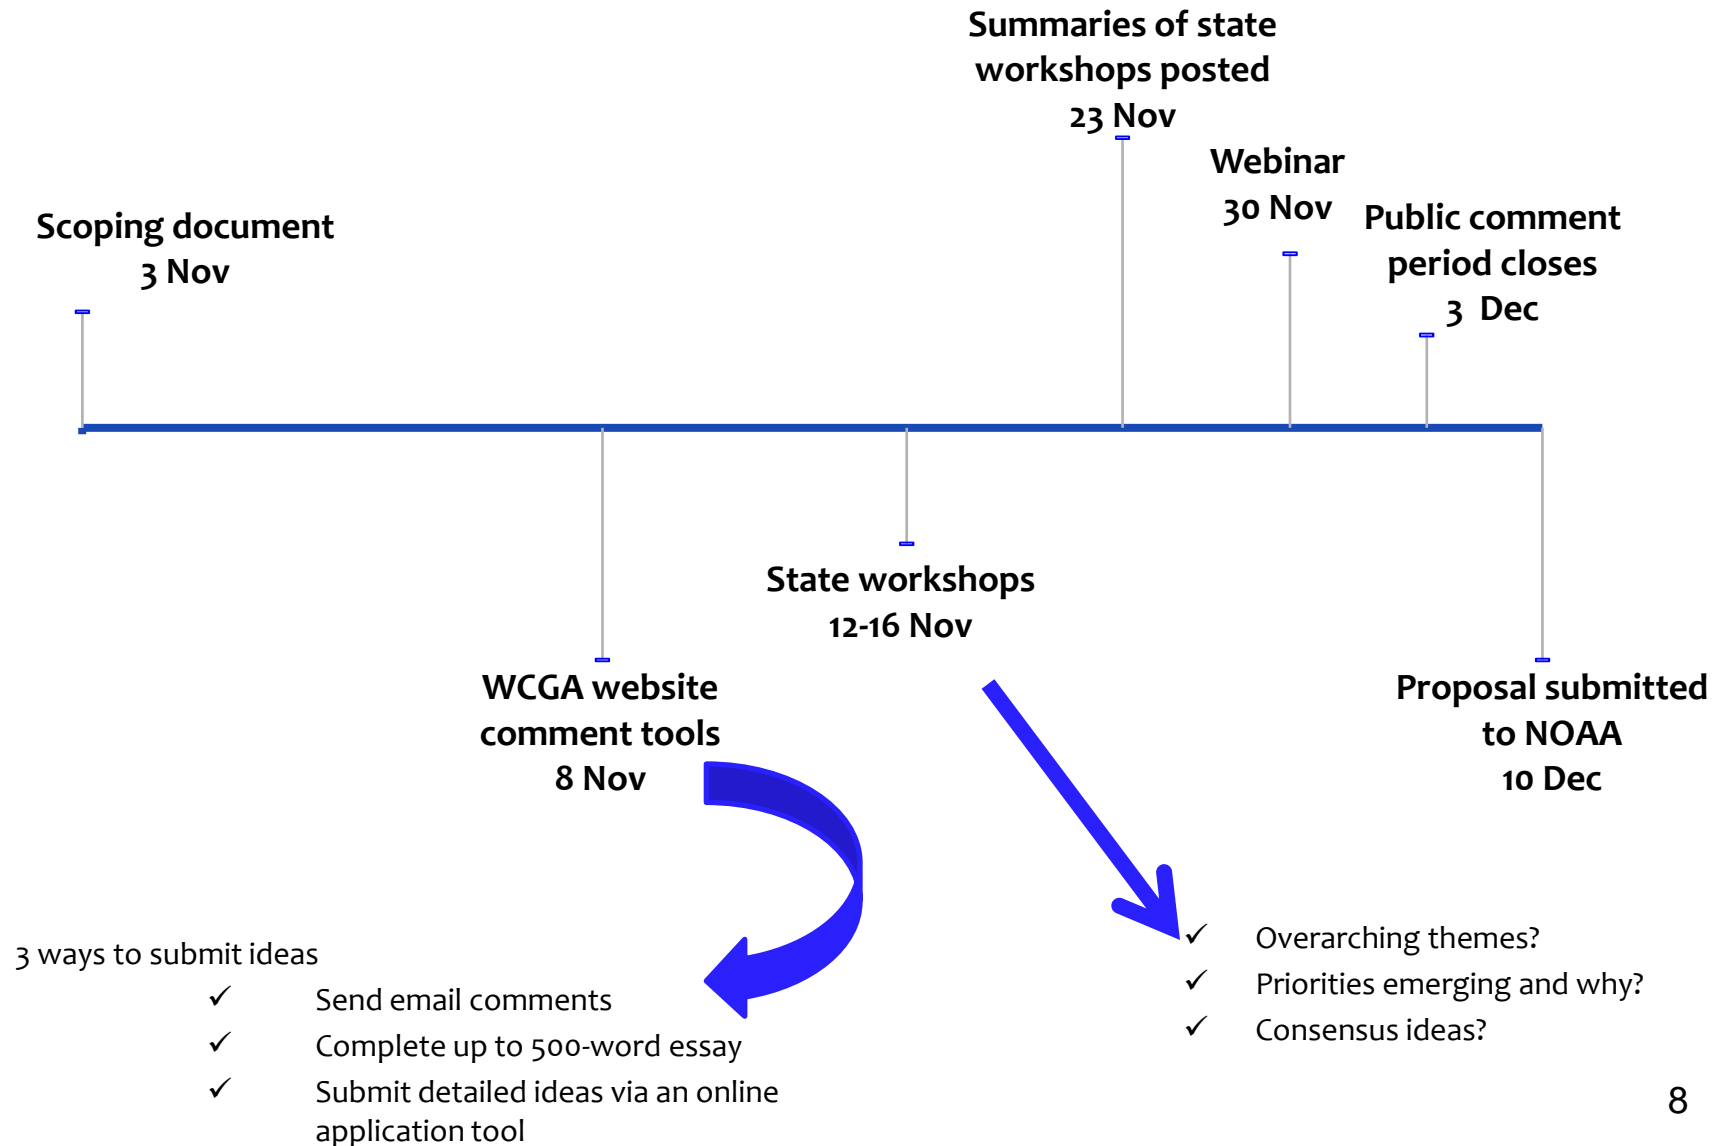 Summaries of state
workshops posted
23 Nov
Webinar
30 Nov
Public comment
period closes
3 Dec
Scoping document
3 Nov
State workshops
12-16 Nov
WCGA website
comment tools
8 Nov
Proposal submitted
to NOAA
10 Dec
3 ways to submit ideas
✓ Send email comments
✓ Complete up to 500-word essay
✓ Submit detailed ideas via an online
application tool
✓ Overarching themes?
✓ Priorities emerging and why?
✓ Consensus ideas?
8